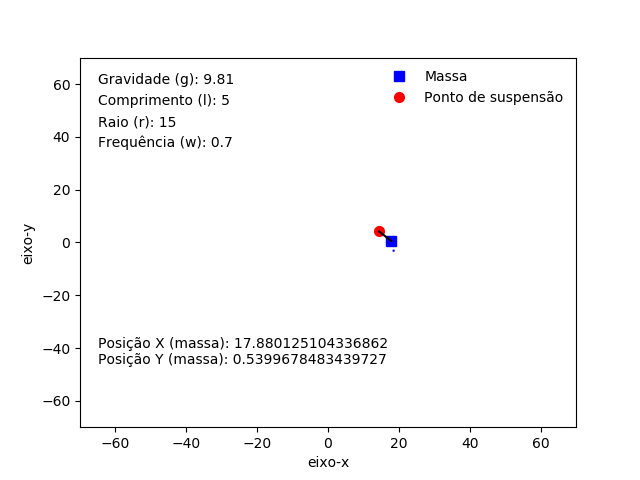 Gravidade (g): 9.81
Comprimento (l): 5
Raio (r): 15
Frequência (w): 0.7
Massa
Ponto de suspensão
60
40
20
0
−20
−40
−60
eixo-y
Posição X (massa): 17.880125104336862
Posição Y (massa): 0.5399678483439727
−60
−40
−20
0
20
40
60
eixo-x